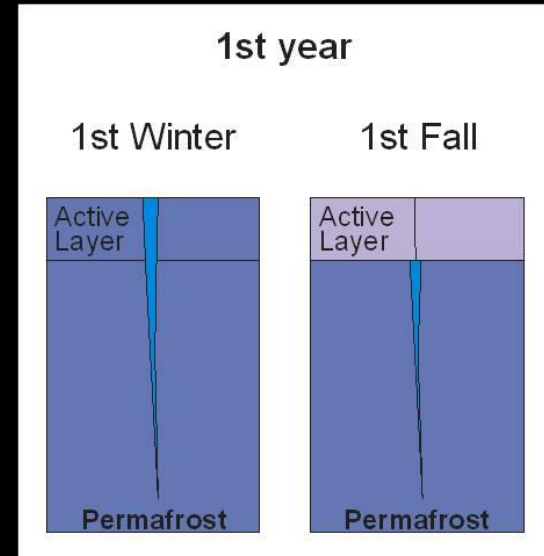 1st year
1st Winter
1st Fall
Active
Layer
Active
Layer
Permafrost
Permafrost